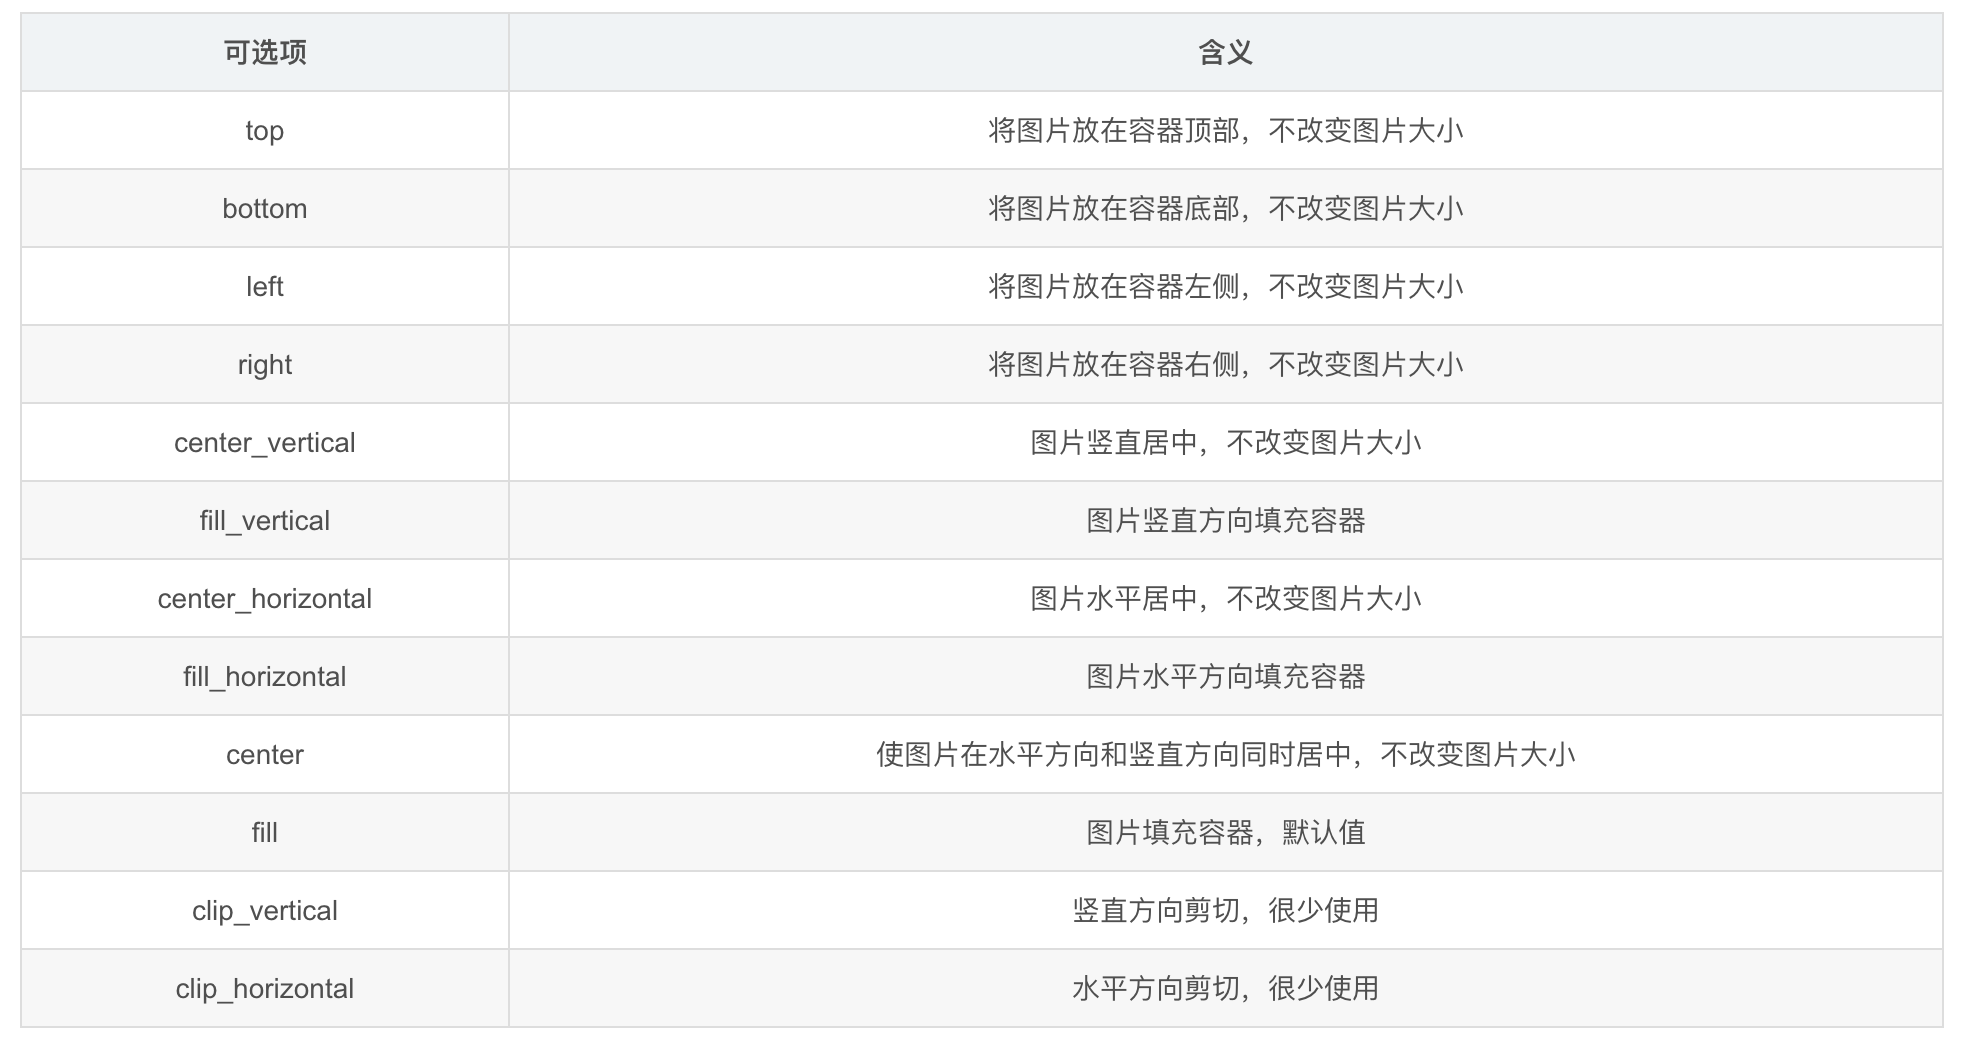 可选项 含义
top 将图片放在容器顶部，不改变图片大小
bottom 将图片放在容器底部，不改变图片大小
left 将图片放在容器左侧，不改变图片大小
right 将图片放在容器右侧，不改变图片大小
center_vertical 图片竖直居中，不改变图片大小
fill_vertical 图片竖直方向填充容器
center_horizontal 图片水平居中，不改变图片大小
fill_horizontal 图片水平方向填充容器
center 使图片在水平方向和竖直方向同时居中，不改变图片大小
fill 图片填充容器，默认值
clip_vertical 竖直方向剪切，很少使用
clip_horizontal 水平方向剪切，很少使用